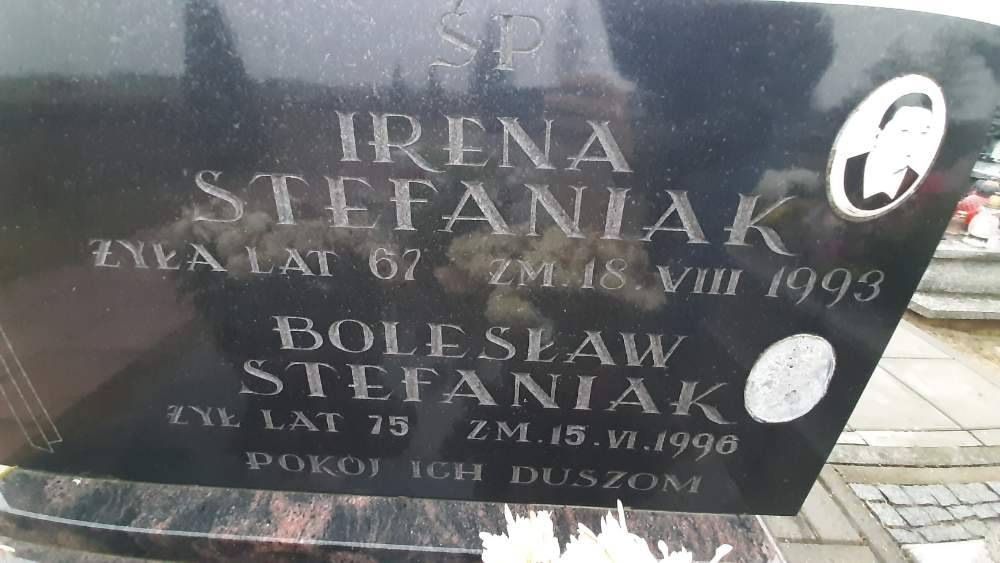 ŚP
IRENA
STEFANIAK
ŻYŁA LAT 67 ZM. 18. VIII 1993
BOLESŁAW
STEFANIAK
ŻYŁ LAT 75 ZM. 15. VI. 1996
POKÓJ ICH DUSZOM